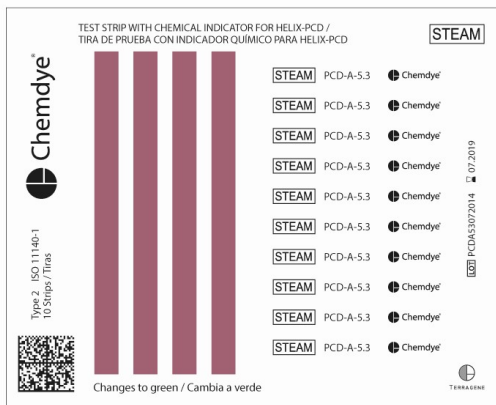 TEST STRIP WITH CHEMICAL INDICATOR FOR HELIX-PCD /
TIRA DE PRUEBA CON INDICADOR QUÍMICO PARA HELIX-PCD
STEAM
Chemdye®
Type 2 ISO 11140-1
10 Strips / Tiras
STEAM PCD-A-5.3 Chemdye®
STEAM PCD-A-5.3 Chemdye®
STEAM PCD-A-5.3 Chemdye®
STEAM PCD-A-5.3 Chemdye®
STEAM PCD-A-5.3 Chemdye®
STEAM PCD-A-5.3 Chemdye®
STEAM PCD-A-5.3 Chemdye®
STEAM PCD-A-5.3 Chemdye®
STEAM PCD-A-5.3 Chemdye®
STEAM PCD-A-5.3 Chemdye®
LOT PCDA53072014 07.2019
Changes to green / Cambia a verde
TERRAGENE